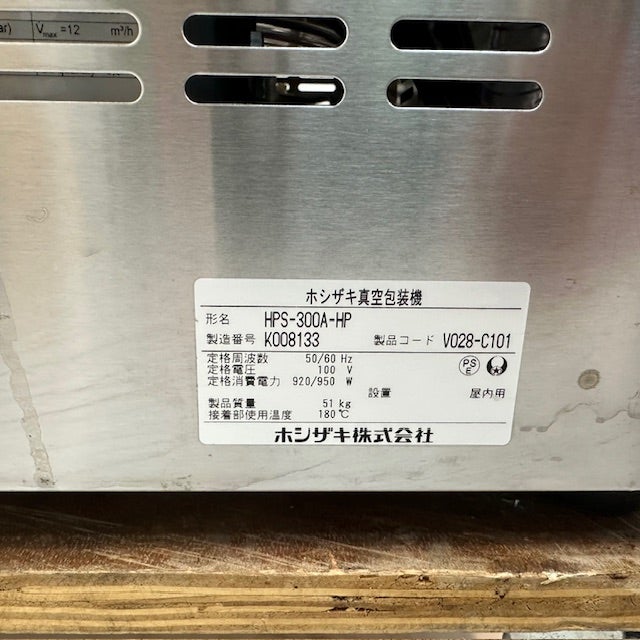 ar) Vmax =12 m³/h
ホシザキ真空包装機
形名 HPS-300A-HP
製造番号 K008133 製品コード V028-C101
定格周波数 50/60 Hz
定格電圧 100 V
定格消費電力 920/950 W
PS E
設置 屋内用
製品質量 51 kg
接着部使用温度 180℃
ホシザキ株式会社